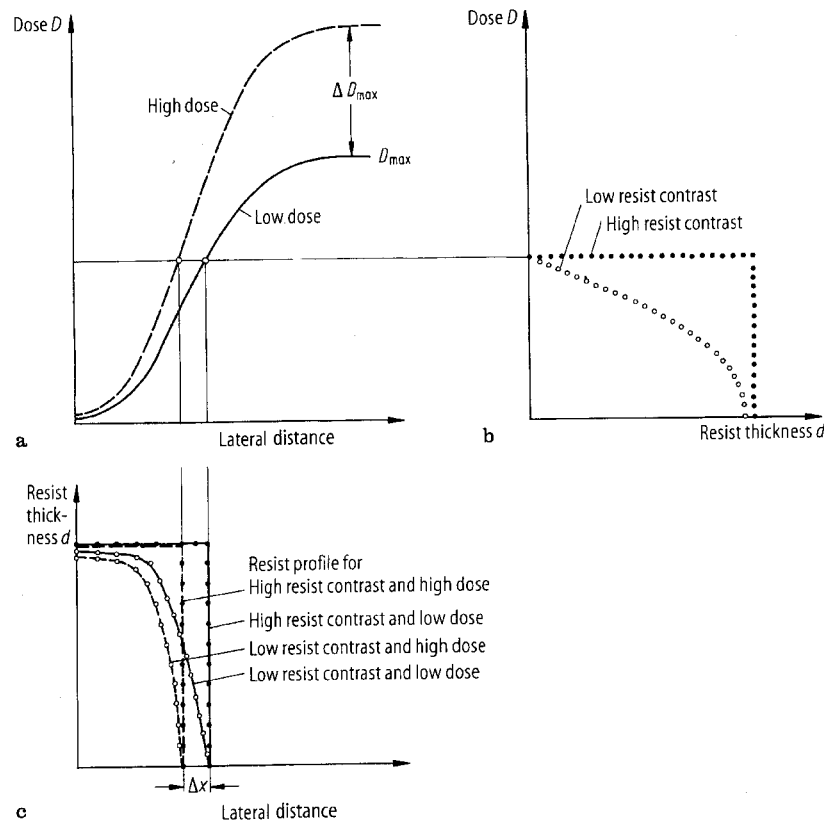 Dose D
High dose
Δ Dmax
Dmax
Low dose
a
Lateral distance
Dose D
Low resist contrast
High resist contrast
b
Resist thickness d
Resist
thick-
ness d
Resist profile for
High resist contrast and high dose
High resist contrast and low dose
Low resist contrast and high dose
Low resist contrast and low dose
Δx
c
Lateral distance